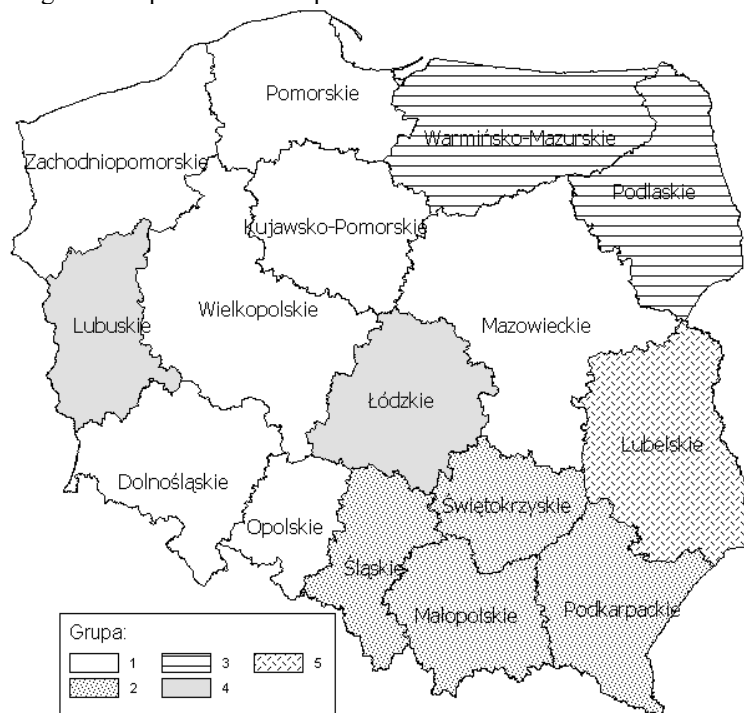 Pomorskie
Warmińsko-Mazurskie
Zachodniopomorskie
Podlaskie
Kujawsko-Pomorskie
Wielkopolskie
Mazowieckie
Lubuskie
Łódzkie
Lubelskie
Dolnośląskie
Świętokrzyskie
Opolskie
Śląskie
Małopolskie
Podkarpackie
Grupa:
1 3 5
2 4